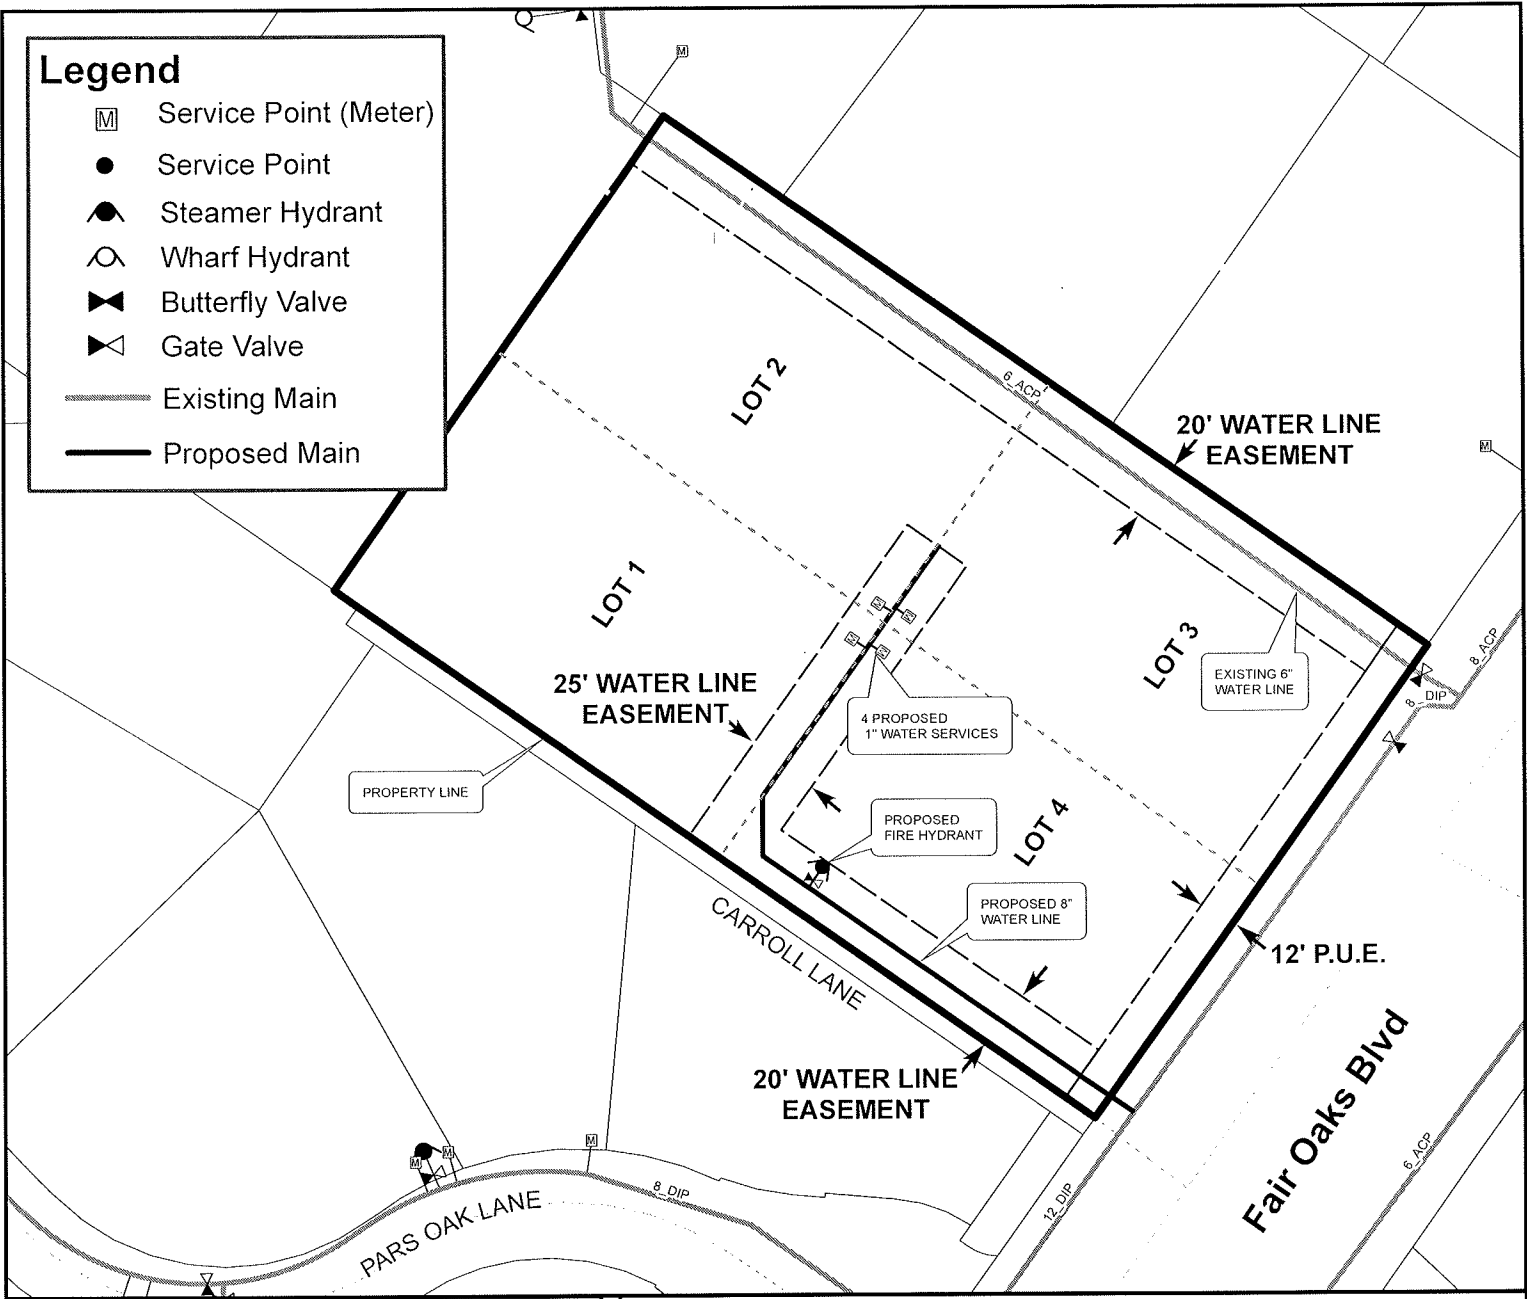 Legend
M Service Point (Meter)
Service Point
Steamer Hydrant
Wharf Hydrant
Butterfly Valve
Gate Valve
Existing Main
Proposed Main
M
6_ACP
LOT 2
20' WATER LINE
EASEMENT
M
LOT 1
M
M
M
M
LOT 3
8_ACP
EXISTING 6"
WATER LINE
8_DIP
25' WATER LINE
EASEMENT
4 PROPOSED
1" WATER SERVICES
PROPERTY LINE
PROPOSED
FIRE HYDRANT
LOT 4
PROPOSED 8"
WATER LINE
CARROLL LANE
12' P.U.E.
20' WATER LINE
EASEMENT
Fair Oaks Blvd
6_ACP
M
M
M
8_DIP
12_DIP
PARS OAK LANE